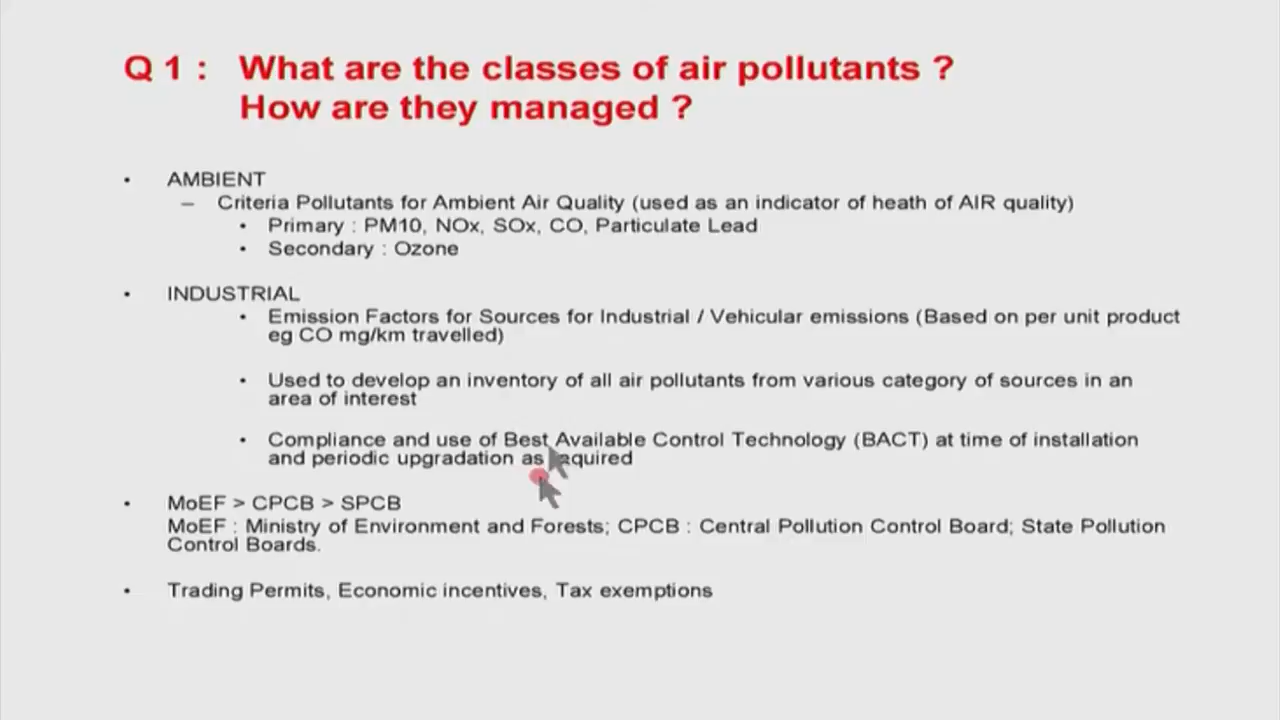 Q 1 : What are the classes of air pollutants ?
How are they managed ?
• AMBIENT
– Criteria Pollutants for Ambient Air Quality (used as an indicator of heath of AIR quality)
• Primary : PM10, NOx, SOx, CO, Particulate Lead
• Secondary : Ozone
• INDUSTRIAL
• Emission Factors for Sources for Industrial / Vehicular emissions (Based on per unit product
eg CO mg/km travelled)
• Used to develop an inventory of all air pollutants from various category of sources in an
area of interest
• Compliance and use of Best Available Control Technology (BACT) at time of installation
and periodic upgradation as required
• MoEF > CPCB > SPCB
MoEF : Ministry of Environment and Forests; CPCB : Central Pollution Control Board; State Pollution
Control Boards.
• Trading Permits, Economic incentives, Tax exemptions